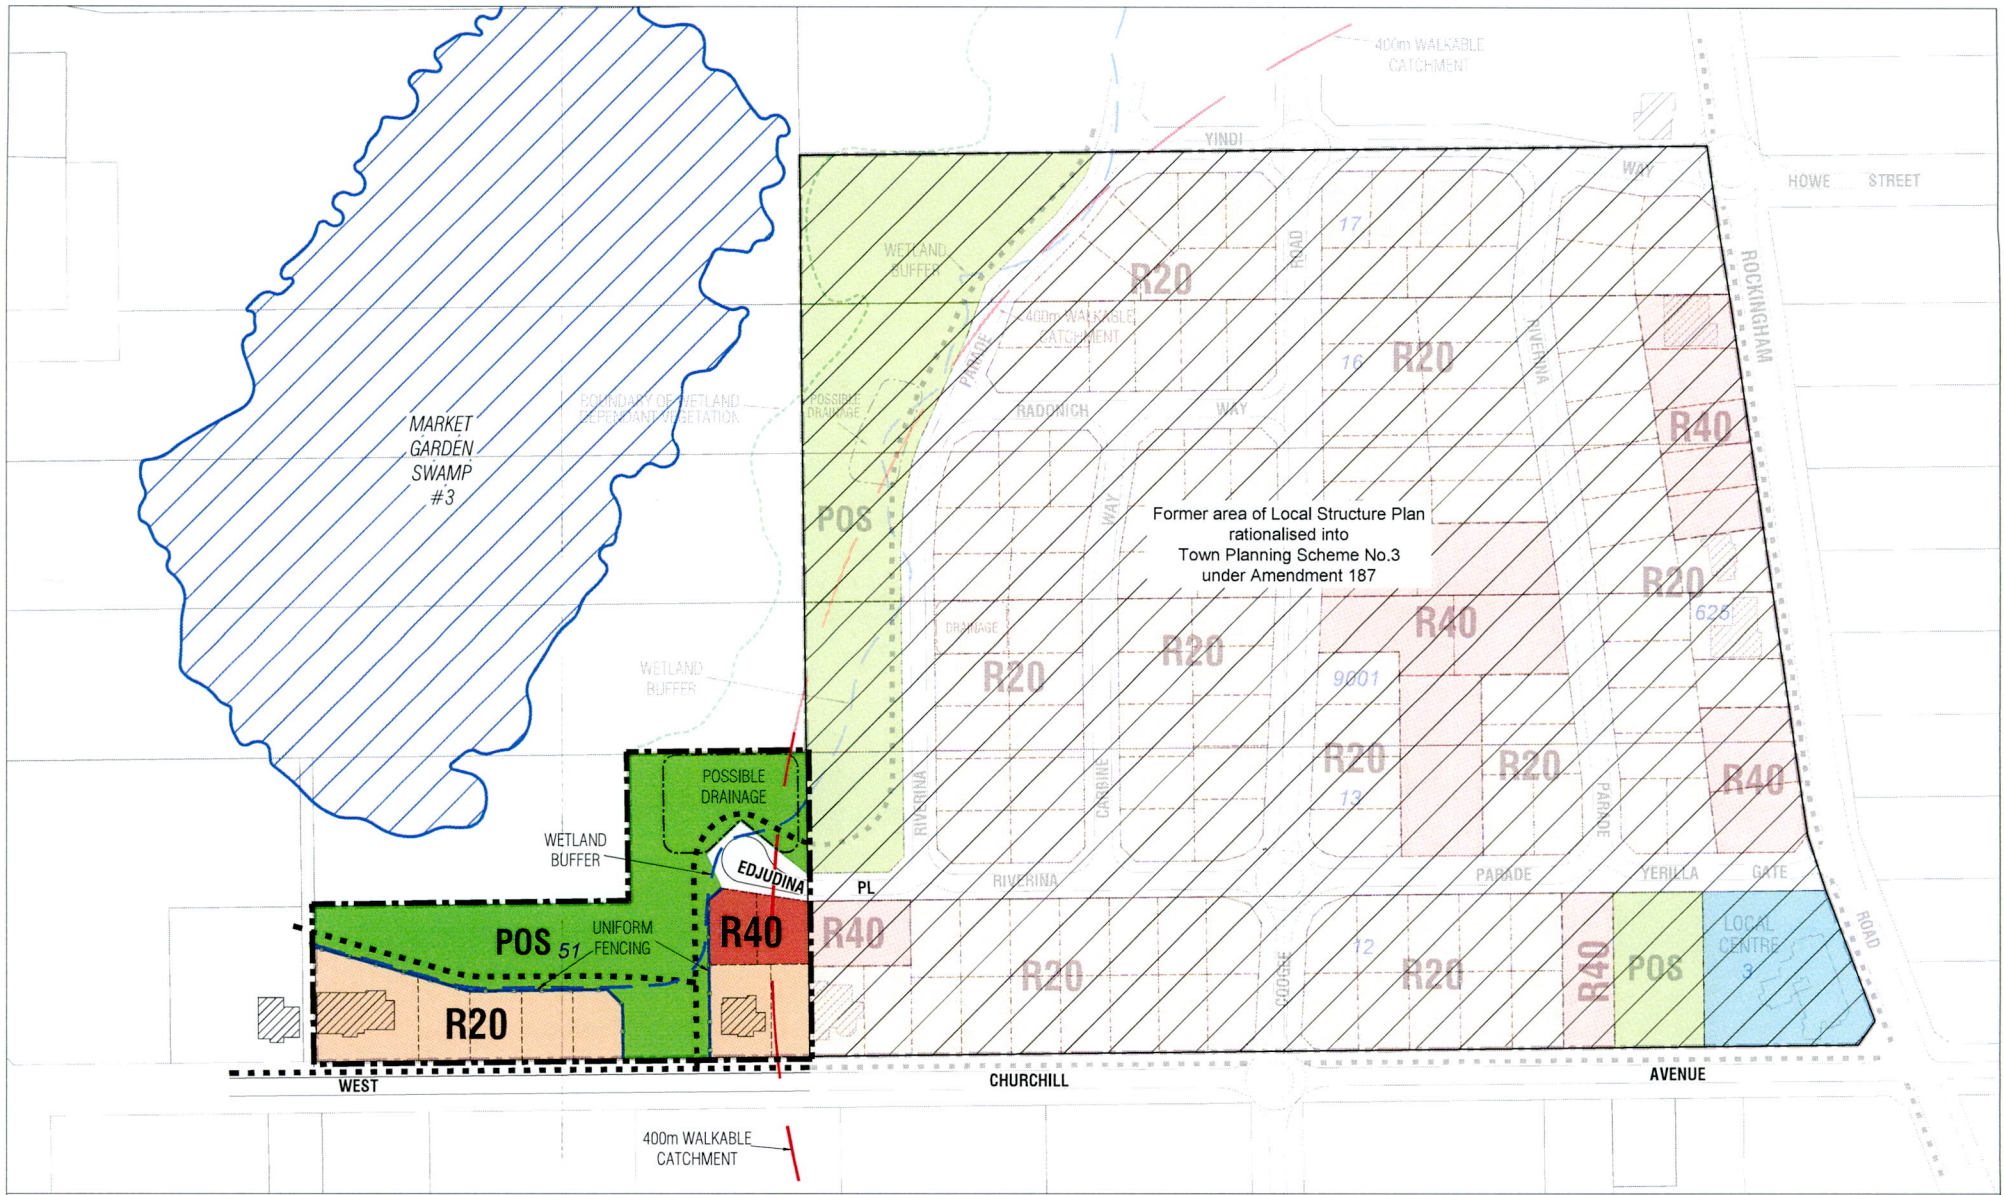 400m WALKABLE
CATCHMENT
YINDI
WAY
HOWE STREET
17
ROAD
WETLAND
BUFFER
R20
ROCKINGHAM
400m WALKABLE
CATCHMENT
PARADE
16
R20
RIVERINA
BOUNDARY OF WETLAND
DEPENDANT VEGETATION
POSSIBLE
DRAINAGE
RADONICH
WAY
R40
MARKET
GARDEN
SWAMP
#3
POS
WAY
Former area of Local Structure Plan
rationalised into
Town Planning Scheme No.3
under Amendment 187
R20
625
DRAINAGE
R20
R20
R40
WETLAND
BUFFER
9001
R20
13
R20
R40
POSSIBLE
DRAINAGE
RIVERINA
CARBINE
PARADE
WETLAND
BUFFER
EDJUDINA
PL
RIVERINA
PARADE
YERILLA
GATE
POS
51
UNIFORM
FENCING
R40
R40
R20
COOGEE
12
R20
R40
POS
LOCAL
CENTRE
3
ROAD
R20
WEST
CHURCHILL
AVENUE
400m WALKABLE
CATCHMENT